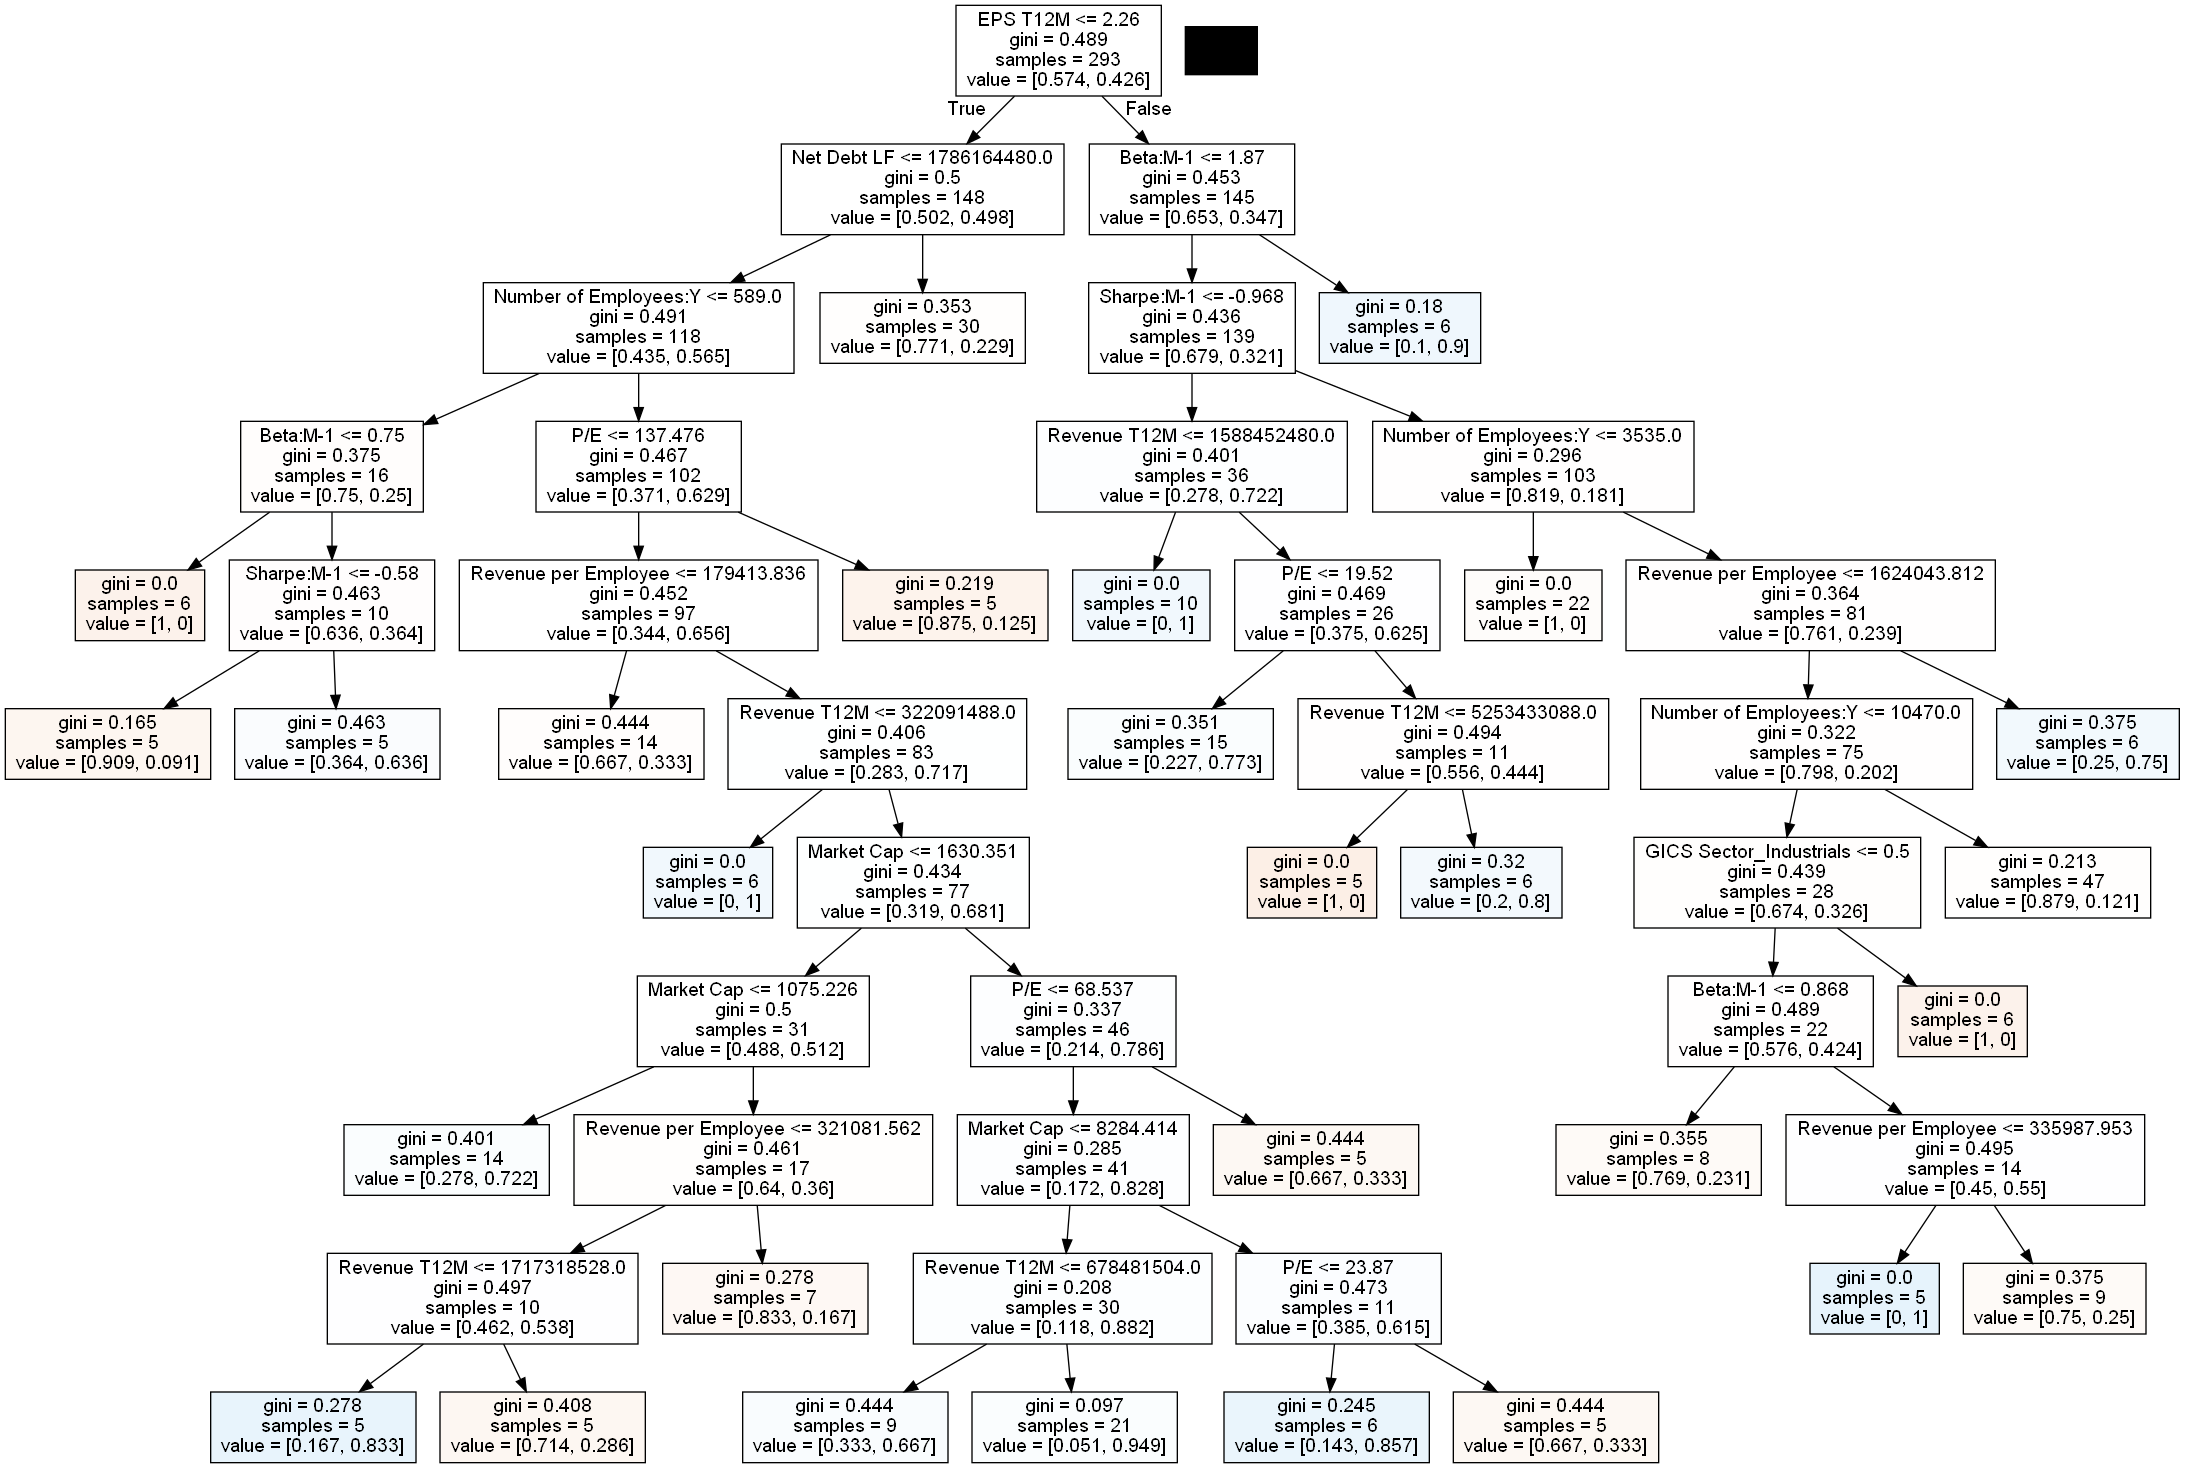 EPS T12M <= 2.26
gini = 0.489
samples = 293
value = [0.574, 0.426]
True
False
Net Debt LF <= 1786164480.0
gini = 0.5
samples = 148
value = [0.502, 0.498]
Beta:M-1 <= 1.87
gini = 0.453
samples = 145
value = [0.653, 0.347]
Number of Employees:Y <= 589.0
gini = 0.491
samples = 118
value = [0.435, 0.565]
gini = 0.353
samples = 30
value = [0.771, 0.229]
Sharpe:M-1 <= -0.968
gini = 0.436
samples = 139
value = [0.679, 0.321]
gini = 0.18
samples = 6
value = [0.1, 0.9]
Beta:M-1 <= 0.75
gini = 0.375
samples = 16
value = [0.75, 0.25]
P/E <= 137.476
gini = 0.467
samples = 102
value = [0.371, 0.629]
Revenue T12M <= 1588452480.0
gini = 0.401
samples = 36
value = [0.278, 0.722]
Number of Employees:Y <= 3535.0
gini = 0.296
samples = 103
value = [0.819, 0.181]
gini = 0.0
samples = 6
value = [1, 0]
Sharpe:M-1 <= -0.58
gini = 0.463
samples = 10
value = [0.636, 0.364]
Revenue per Employee <= 179413.836
gini = 0.452
samples = 97
value = [0.344, 0.656]
gini = 0.219
samples = 5
value = [0.875, 0.125]
gini = 0.0
samples = 10
value = [0, 1]
P/E <= 19.52
gini = 0.469
samples = 26
value = [0.375, 0.625]
gini = 0.0
samples = 22
value = [1, 0]
Revenue per Employee <= 1624043.812
gini = 0.364
samples = 81
value = [0.761, 0.239]
gini = 0.165
samples = 5
value = [0.909, 0.091]
gini = 0.463
samples = 5
value = [0.364, 0.636]
gini = 0.444
samples = 14
value = [0.667, 0.333]
Revenue T12M <= 322091488.0
gini = 0.406
samples = 83
value = [0.283, 0.717]
gini = 0.351
samples = 15
value = [0.227, 0.773]
Revenue T12M <= 5253433088.0
gini = 0.494
samples = 11
value = [0.556, 0.444]
Number of Employees:Y <= 10470.0
gini = 0.322
samples = 75
value = [0.798, 0.202]
gini = 0.375
samples = 6
value = [0.25, 0.75]
gini = 0.0
samples = 6
value = [0, 1]
Market Cap <= 1630.351
gini = 0.434
samples = 77
value = [0.319, 0.681]
gini = 0.0
samples = 5
value = [1, 0]
gini = 0.32
samples = 6
value = [0.2, 0.8]
GICS Sector_Industrials <= 0.5
gini = 0.439
samples = 28
value = [0.674, 0.326]
gini = 0.213
samples = 47
value = [0.879, 0.121]
Market Cap <= 1075.226
gini = 0.5
samples = 31
value = [0.488, 0.512]
P/E <= 68.537
gini = 0.337
samples = 46
value = [0.214, 0.786]
Beta:M-1 <= 0.868
gini = 0.489
samples = 22
value = [0.576, 0.424]
gini = 0.0
samples = 6
value = [1, 0]
gini = 0.401
samples = 14
value = [0.278, 0.722]
Revenue per Employee <= 321081.562
gini = 0.461
samples = 17
value = [0.64, 0.36]
Market Cap <= 8284.414
gini = 0.285
samples = 41
value = [0.172, 0.828]
gini = 0.444
samples = 5
value = [0.667, 0.333]
gini = 0.355
samples = 8
value = [0.769, 0.231]
Revenue per Employee <= 335987.953
gini = 0.495
samples = 14
value = [0.45, 0.55]
Revenue T12M <= 1717318528.0
gini = 0.497
samples = 10
value = [0.462, 0.538]
gini = 0.278
samples = 7
value = [0.833, 0.167]
Revenue T12M <= 678481504.0
gini = 0.208
samples = 30
value = [0.118, 0.882]
P/E <= 23.87
gini = 0.473
samples = 11
value = [0.385, 0.615]
gini = 0.0
samples = 5
value = [0, 1]
gini = 0.375
samples = 9
value = [0.75, 0.25]
gini = 0.278
samples = 5
value = [0.167, 0.833]
gini = 0.408
samples = 5
value = [0.714, 0.286]
gini = 0.444
samples = 9
value = [0.333, 0.667]
gini = 0.097
samples = 21
value = [0.051, 0.949]
gini = 0.245
samples = 6
value = [0.143, 0.857]
gini = 0.444
samples = 5
value = [0.667, 0.333]